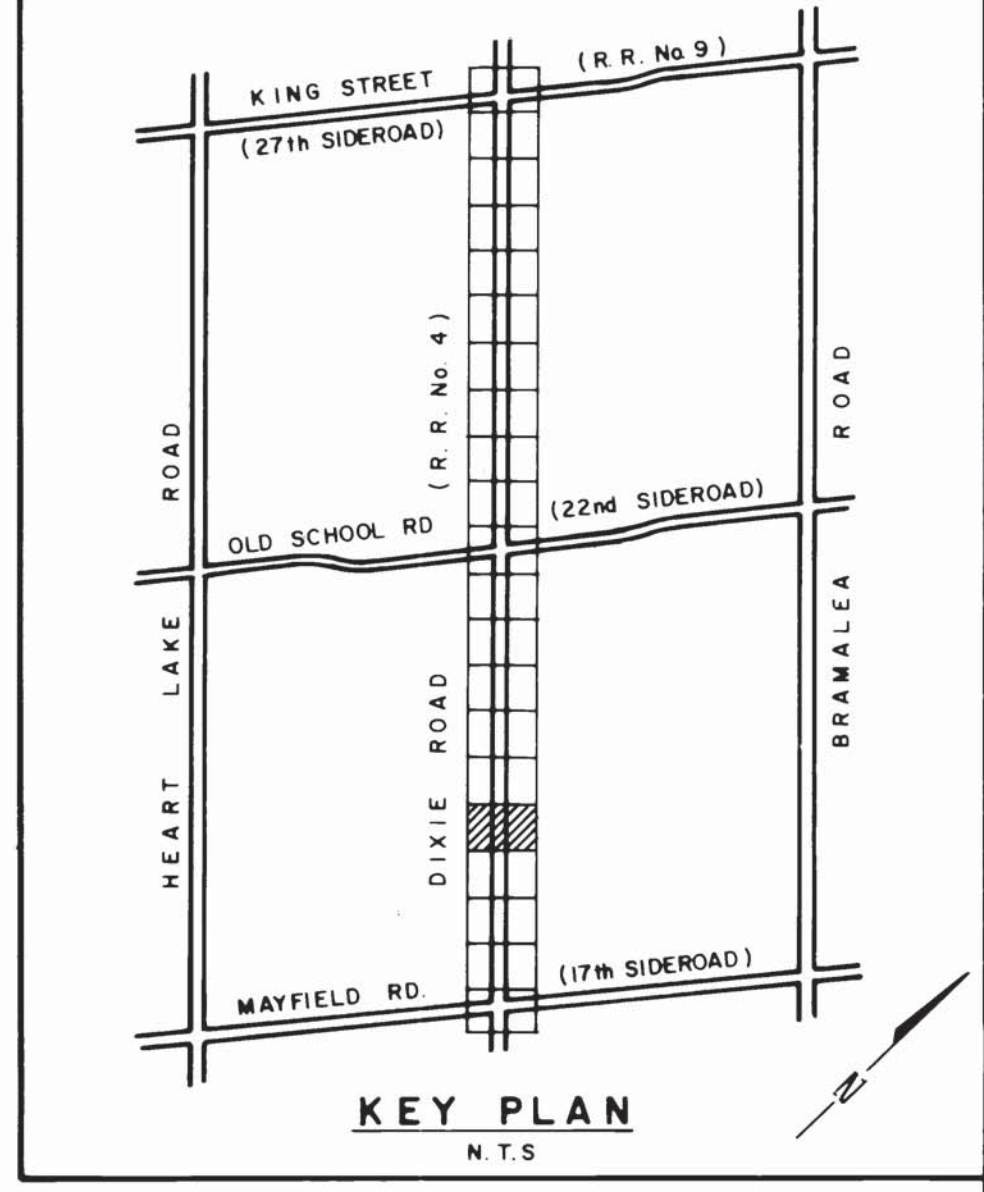 KING STREET
(R. R. No. 9)
(27th SIDEROAD)
(R. R. No. 4)
ROAD
ROAD
OLD SCHOOL RD
(22nd SIDEROAD)
HEART LAKE
DIXIE ROAD
BRAMALEA
MAYFIELD RD.
(17th SIDEROAD)
N
KEY PLAN
N. T. S